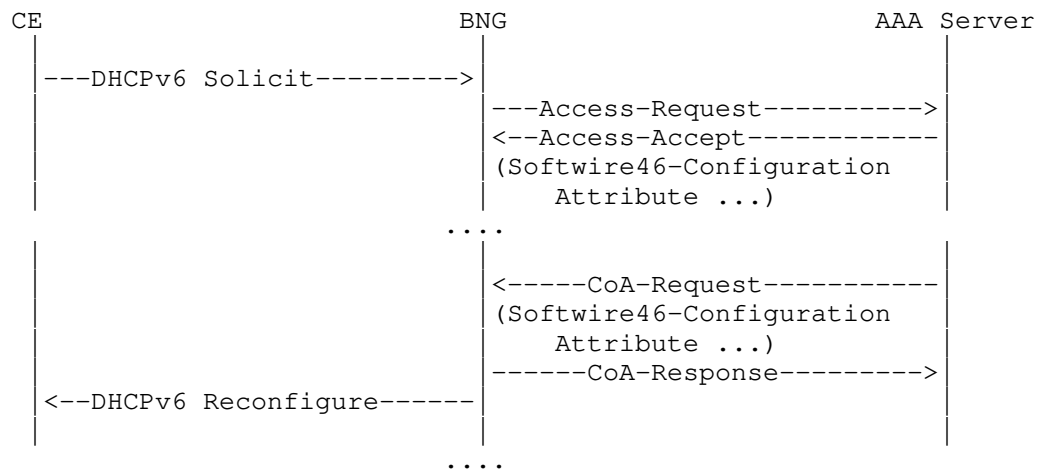 CE BNG AAA Server
---DHCPv6 Solicit--------->
---Access-Request---------->
<--Access-Accept------------
(Softwire46-Configuration
Attribute ...)
....
<-----CoA-Request-----------
(Softwire46-Configuration
Attribute ...)
------CoA-Response--------->
<--DHCPv6 Reconfigure------
....